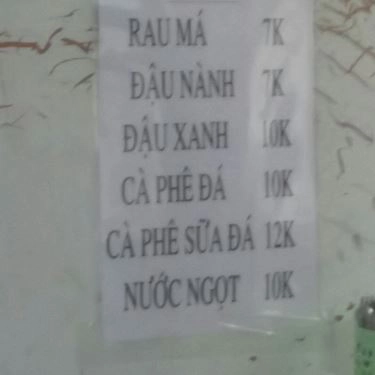 RAU MÁ 7K
ĐẬU NÀNH 7K
ĐẬU XANH 10K
CÀ PHÊ ĐÁ 10K
CÀ PHÊ SỮA ĐÁ 12K
NƯỚC NGỌT 10K